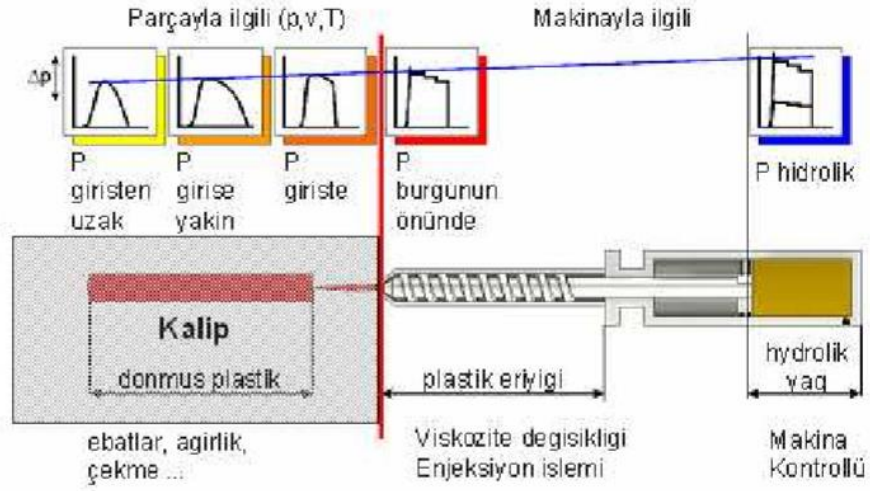 Parçayla ilgili (p,v,T)
Makinayla ilgili
Δp
P
giristen
uzak
P
girise
yakin
P
giriste
P
burgunun
önünde
P hidrolik
Kalip
donmus plastik
plastik eriyigi
hydrolik
yaq
ebatlar, agirlik,
çekme ...
Viskozite degisikligi
Enjeksiyon islemi
Makina
Kontrollü